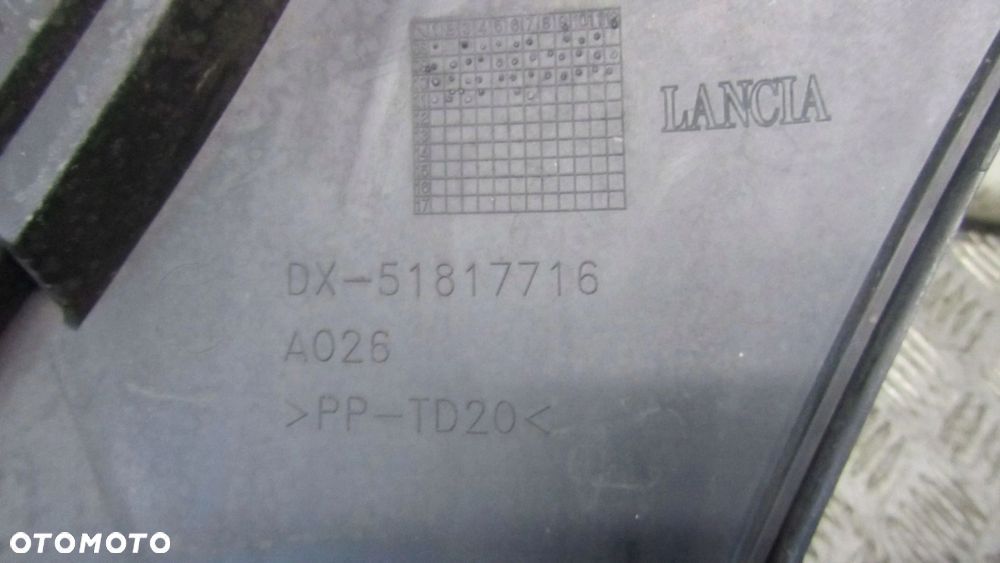 LANCIA
DX-51817716
A026
>PP-TD20<
OTOMOTO